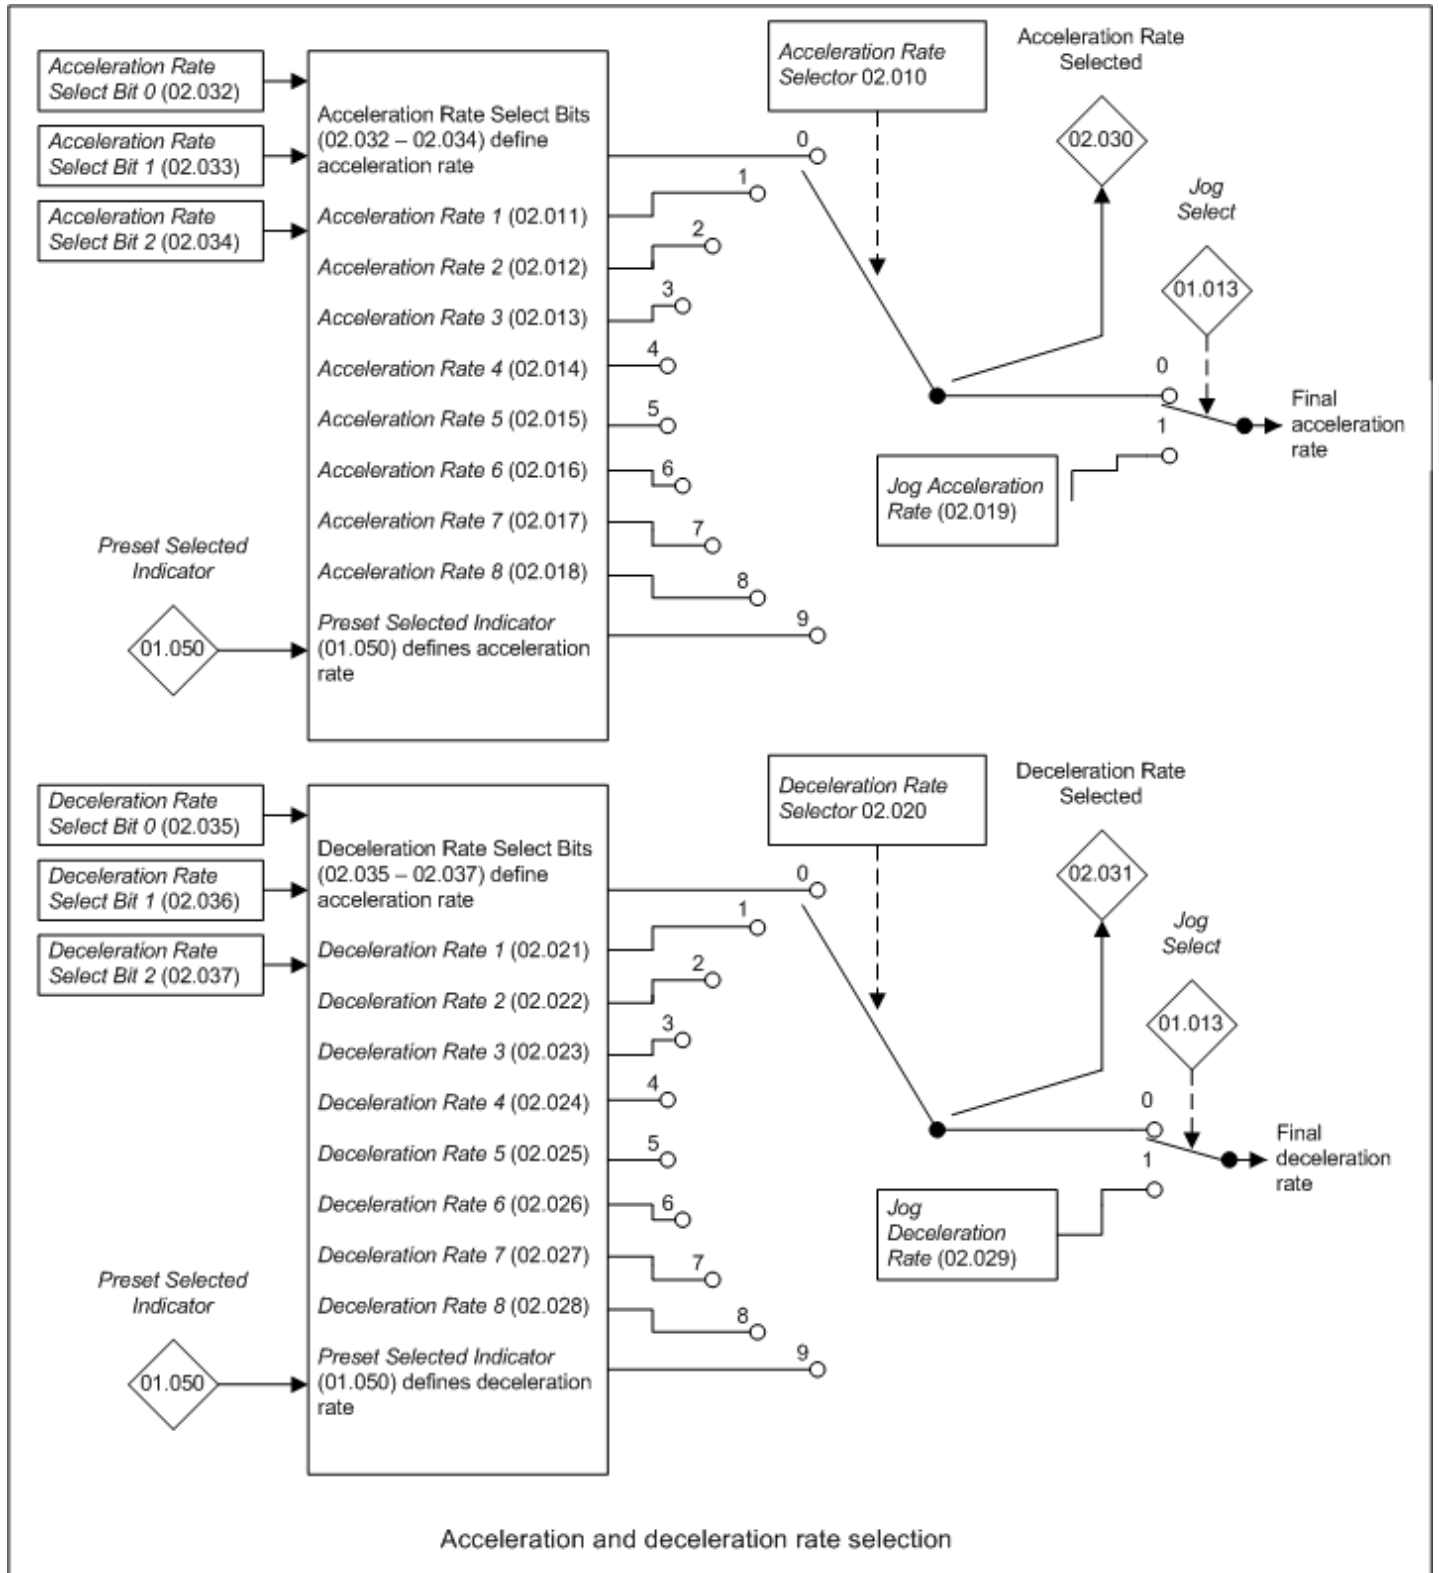 Acceleration Rate
Select Bit 0 (02.032)
Acceleration Rate
Select Bit 1 (02.033)
Acceleration Rate
Select Bit 2 (02.034)
Preset Selected
Indicator
01.050
Acceleration Rate Select Bits
(02.032 – 02.034) define
acceleration rate
Acceleration Rate 1 (02.011)
Acceleration Rate 2 (02.012)
Acceleration Rate 3 (02.013)
Acceleration Rate 4 (02.014)
Acceleration Rate 5 (02.015)
Acceleration Rate 6 (02.016)
Acceleration Rate 7 (02.017)
Acceleration Rate 8 (02.018)
Preset Selected Indicator
(01.050) defines acceleration
rate
0
1
2
3
4
5
6
7
8
9
Acceleration Rate
Selector 02.010
Acceleration Rate
Selected
02.030
Jog
Select
01.013
0
1
Jog Acceleration
Rate (02.019)
Final
acceleration
rate
Deceleration Rate
Select Bit 0 (02.035)
Deceleration Rate
Select Bit 1 (02.036)
Deceleration Rate
Select Bit 2 (02.037)
Preset Selected
Indicator
01.050
Deceleration Rate Select Bits
(02.035 – 02.037) define
acceleration rate
Deceleration Rate 1 (02.021)
Deceleration Rate 2 (02.022)
Deceleration Rate 3 (02.023)
Deceleration Rate 4 (02.024)
Deceleration Rate 5 (02.025)
Deceleration Rate 6 (02.026)
Deceleration Rate 7 (02.027)
Deceleration Rate 8 (02.028)
Preset Selected Indicator
(01.050) defines deceleration
rate
0
1
2
3
4
5
6
7
8
9
Deceleration Rate
Selector 02.020
Deceleration Rate
Selected
02.031
Jog
Select
01.013
0
1
Jog
Deceleration
Rate (02.029)
Final
deceleration
rate
Acceleration and deceleration rate selection